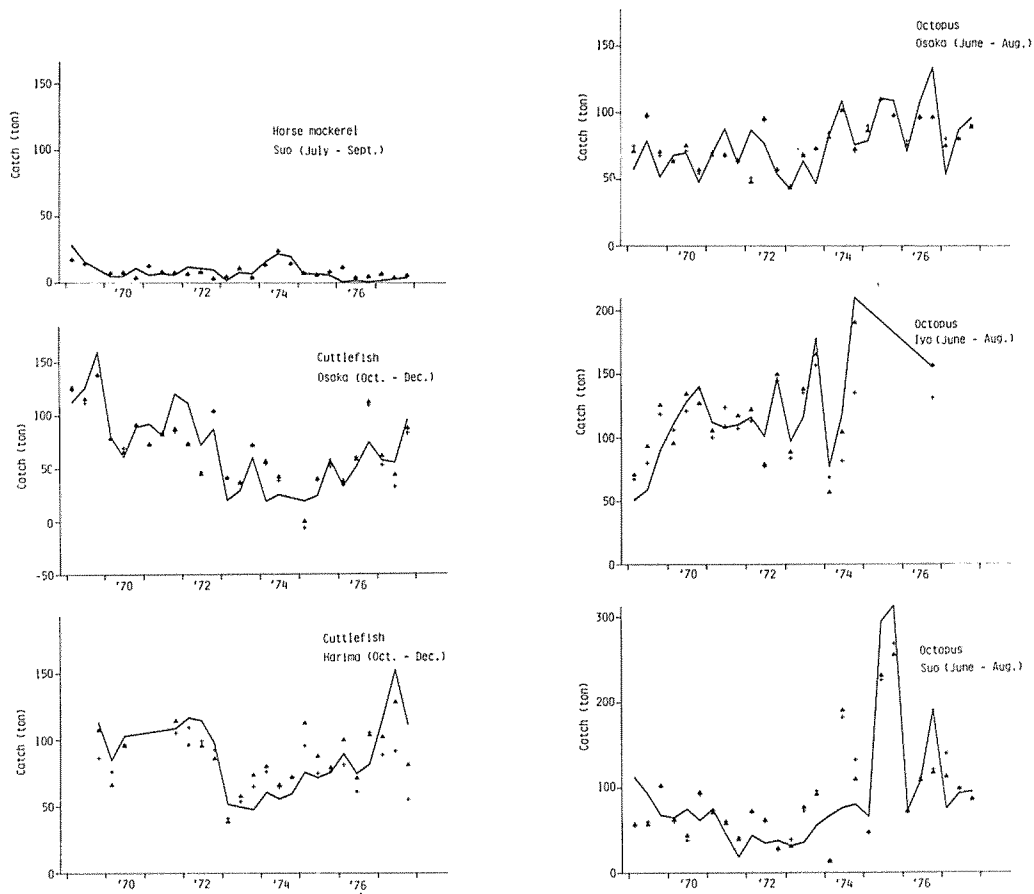 150
100
50
0
Catch (ton)
Horse mackerel
Suo (July - Sept.)
'70
'72
'74
'76
150
100
50
0
-50
Catch (ton)
Cuttlefish
Osaka (Oct. - Dec.)
'70
'72
'74
'76
150
100
50
0
Catch (ton)
Cuttlefish
Harima (Oct. - Dec.)
'70
'72
'74
'76
150
100
50
0
Catch (ton)
Octopus
Osaka (June - Aug.)
'70
'72
'74
'76
200
150
100
50
0
Catch (ton)
Octopus
Iyo (June - Aug.)
'70
'72
'74
'76
300
200
100
0
Catch (ton)
Octopus
Suo (June - Aug.)
'70
'72
'74
'76